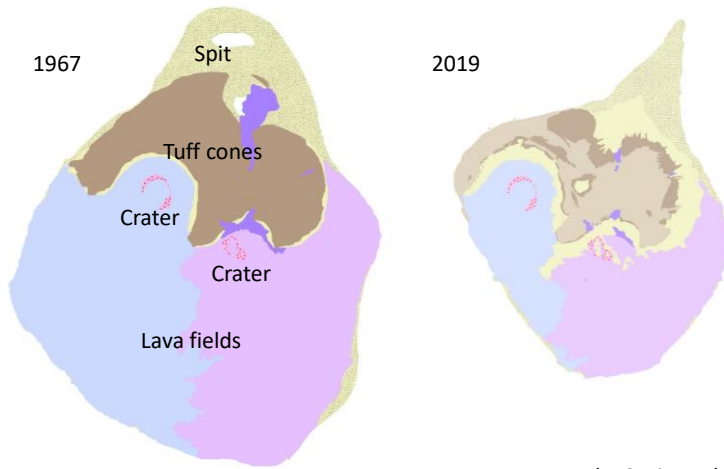 1967
Spit
2019
Tuff cones
Crater
Crater
Lava fields